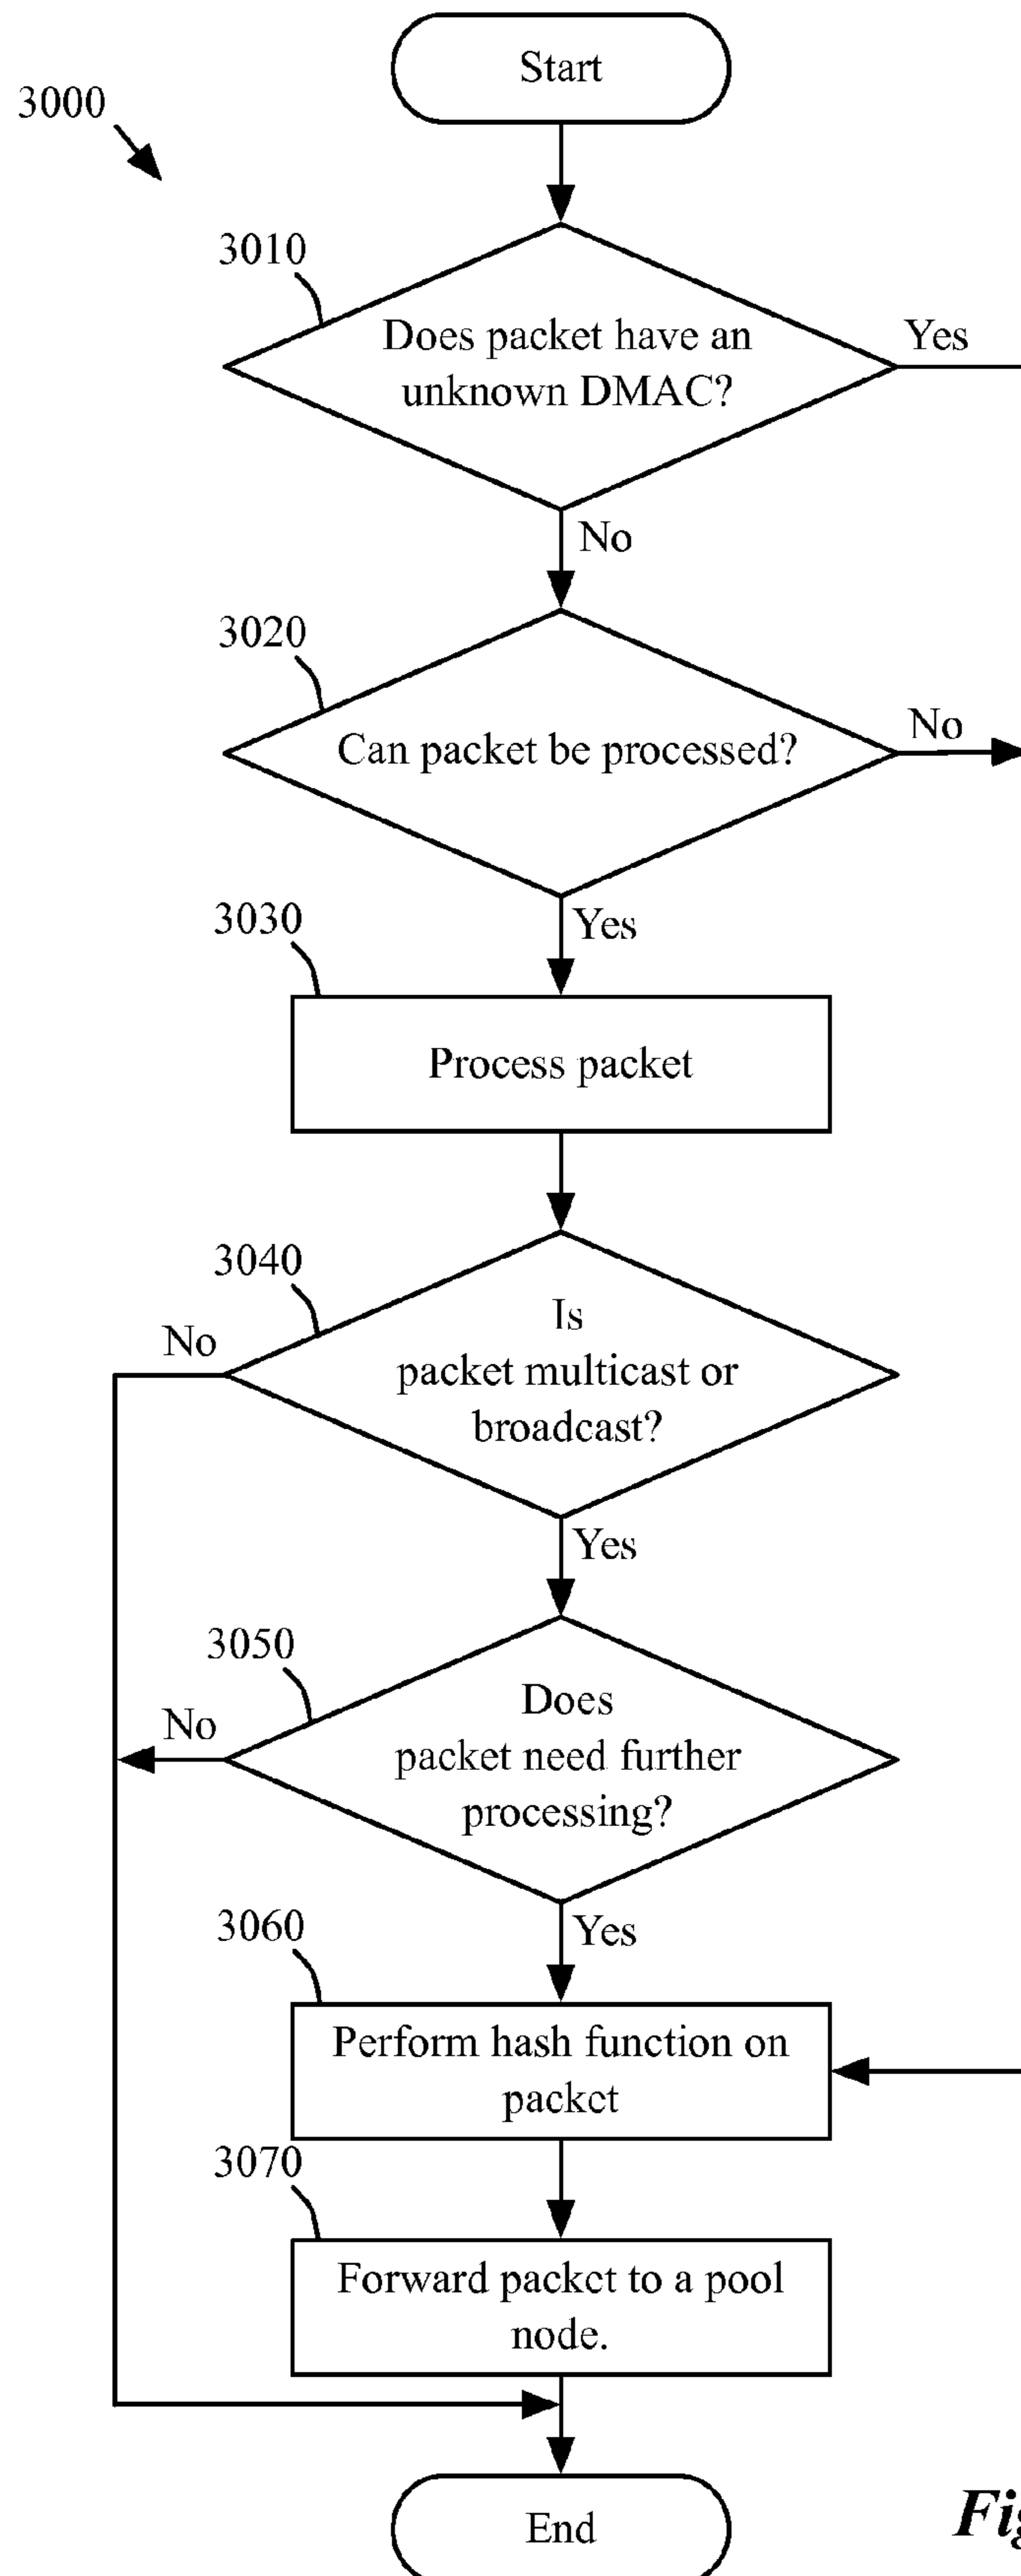 Start
3000
3010
Does packet have an
unknown DMAC?
Yes
No
3020
Can packet be processed?
No
Yes
3030
Process packet
3040
No
Is
packet multicast or
broadcast?
Yes
3050
No
Does
packet need further
processing?
Yes
3060
Perform hash function on
packet
3070
Forward packet to a pool
node.
End